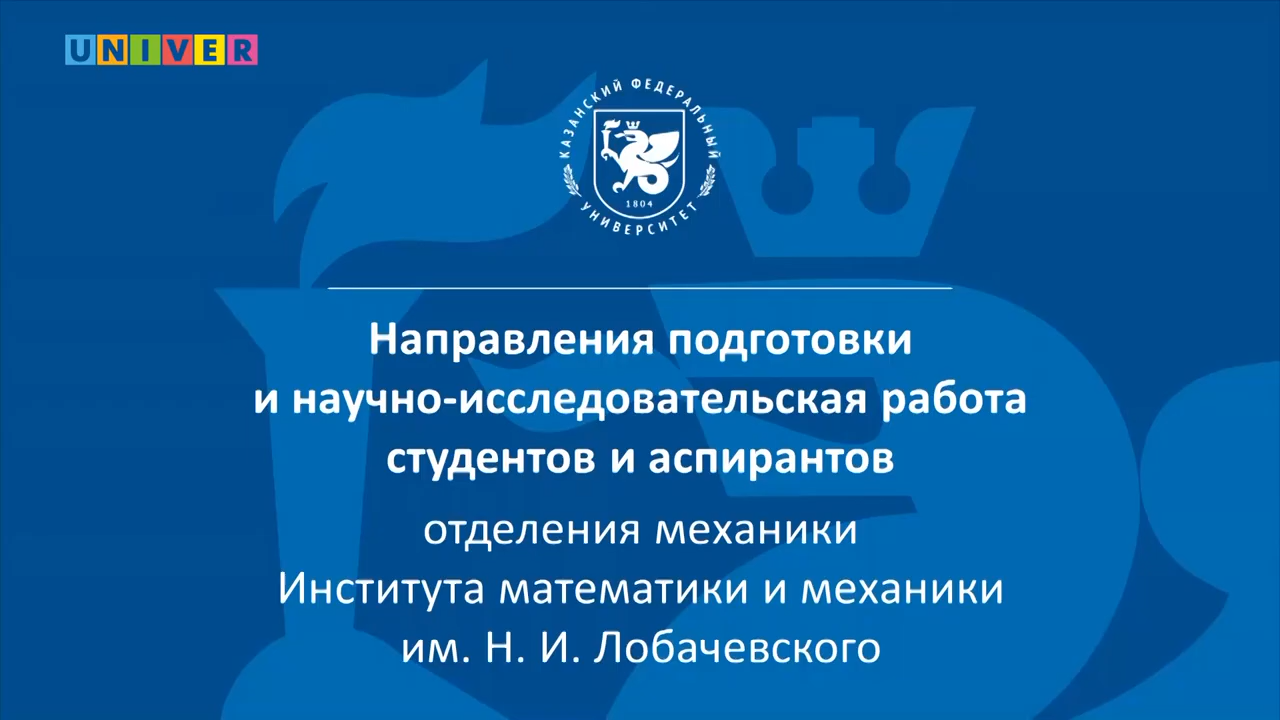 UNIVER
КАЗАНСКИЙ ФЕДЕРАЛЬНЫЙ
УНИВЕРСИТЕТ
1804
Направления подготовки
и научно-исследовательская работа
студентов и аспирантов
отделения механики
Института математики и механики
им. Н. И. Лобачевского